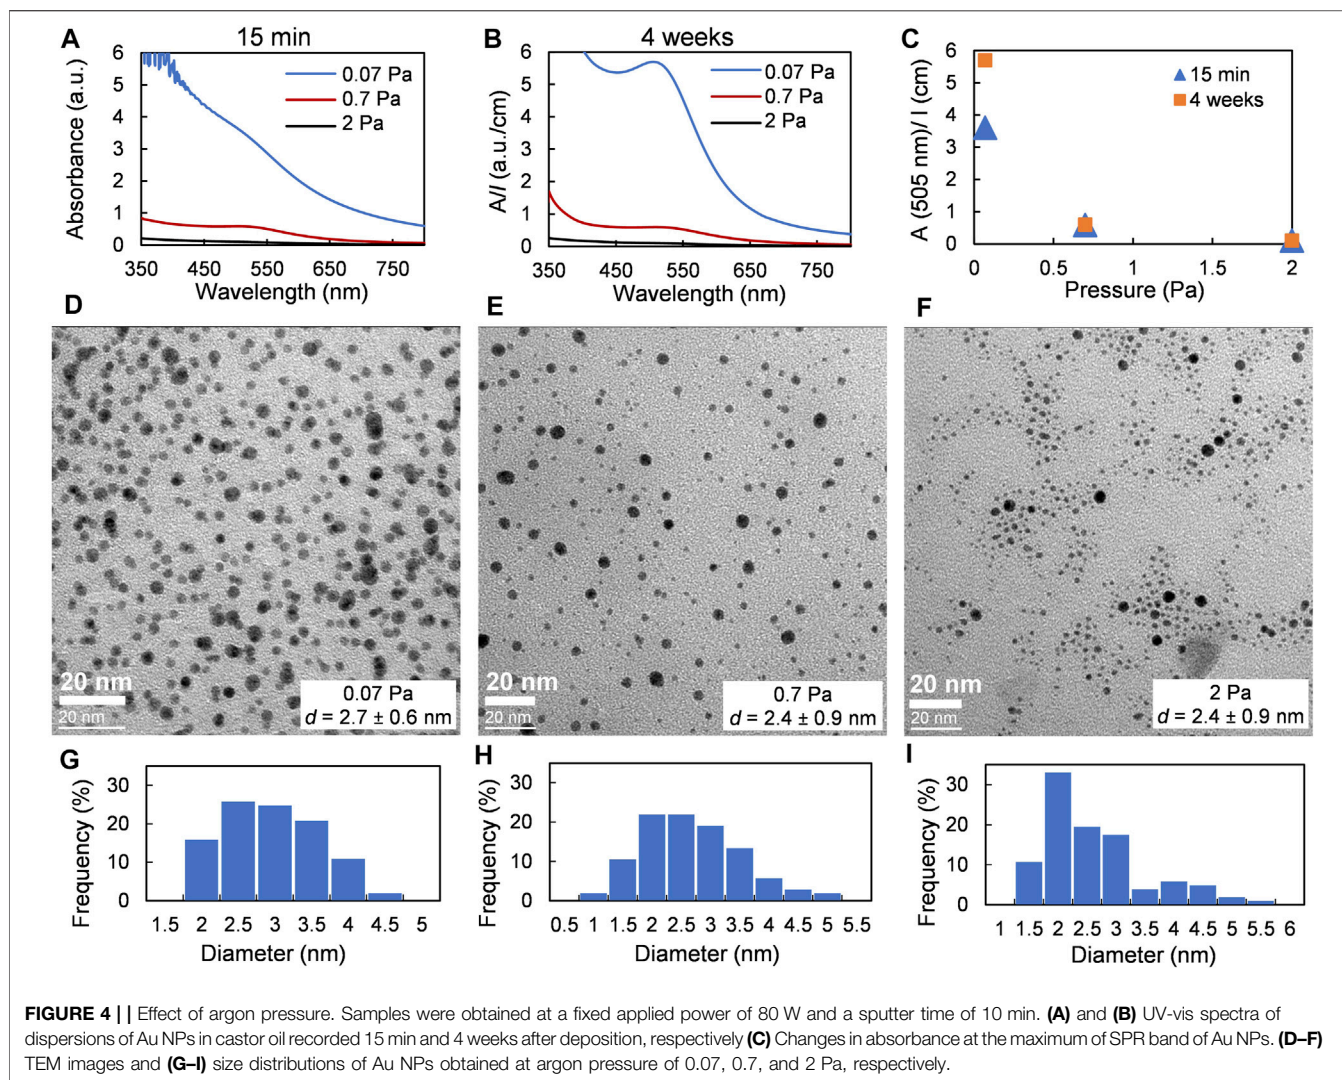 A
15 min
Absorbance (a.u.)
6
5
4
3
2
1
0
0.07 Pa
0.7 Pa
2 Pa
350 450 550 650 750
Wavelength (nm)
B
4 weeks
A/l (a.u./cm)
6
5
4
3
2
1
0
0.07 Pa
0.7 Pa
2 Pa
350 450 550 650 750
Wavelength (nm)
C
A (505 nm)/ l (cm)
6
5
4
3
2
1
0
15 min
4 weeks
0 0.5 1 1.5 2
Pressure (Pa)
D
20 nm
20 nm
0.07 Pa
d = 2.7 ± 0.6 nm
E
20 nm
20 nm
0.7 Pa
d = 2.4 ± 0.9 nm
F
20 nm
20 nm
2 Pa
d = 2.4 ± 0.9 nm
G
Frequency (%)
30
20
10
0
1.5 2 2.5 3 3.5 4 4.5 5
Diameter (nm)
H
Frequency (%)
30
20
10
0
0.5 1 1.5 2 2.5 3 3.5 4 4.5 5 5.5
Diameter (nm)
I
Frequency (%)
30
20
10
0
1 1.5 2 2.5 3 3.5 4 4.5 5 5.5 6
Diameter (nm)
FIGURE 4 | | Effect of argon pressure. Samples were obtained at a fixed applied power of 80 W and a sputter time of 10 min. (A) and (B) UV-vis spectra of
dispersions of Au NPs in castor oil recorded 15 min and 4 weeks after deposition, respectively (C) Changes in absorbance at the maximum of SPR band of Au NPs. (D–F)
TEM images and (G–I) size distributions of Au NPs obtained at argon pressure of 0.07, 0.7, and 2 Pa, respectively.